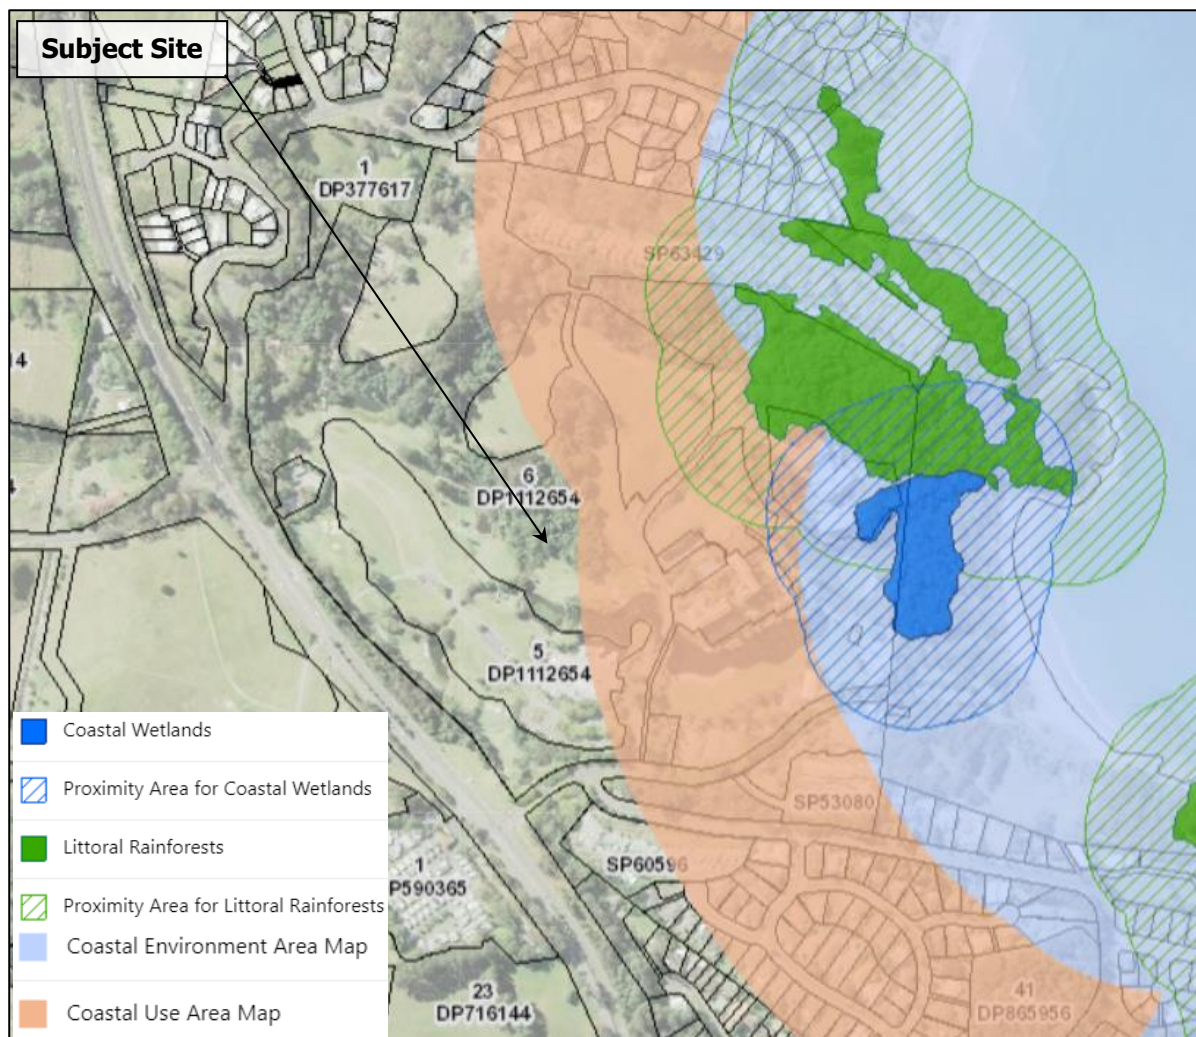 Subject Site
1
DP377617
SP63429
14
6
DP1112654
5
DP1112654
SP53080
SP60596
1
P590365
23
DP716144
41
DP865956
Coastal Wetlands
Proximity Area for Coastal Wetlands
Littoral Rainforests
Proximity Area for Littoral Rainforests
Coastal Environment Area Map
Coastal Use Area Map